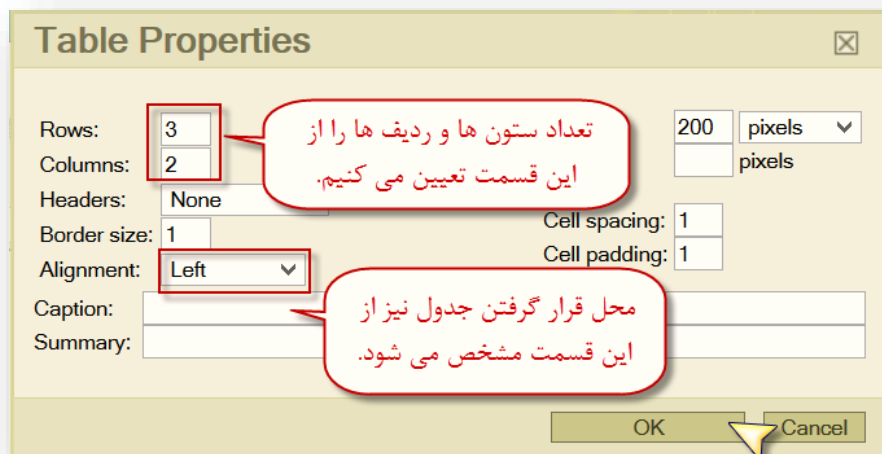 Table Properties
Rows: 3
تعداد ستون ها و ردیف ها را از
200 pixels
Columns: 2
این قسمت تعیین می کنیم.
pixels
Headers: None
Border size: 1
Cell spacing: 1
Alignment: Left
Cell padding: 1
Caption:
محل قرار گرفتن جدول نیز از
Summary:
این قسمت مشخص می شود.
OK
Cancel